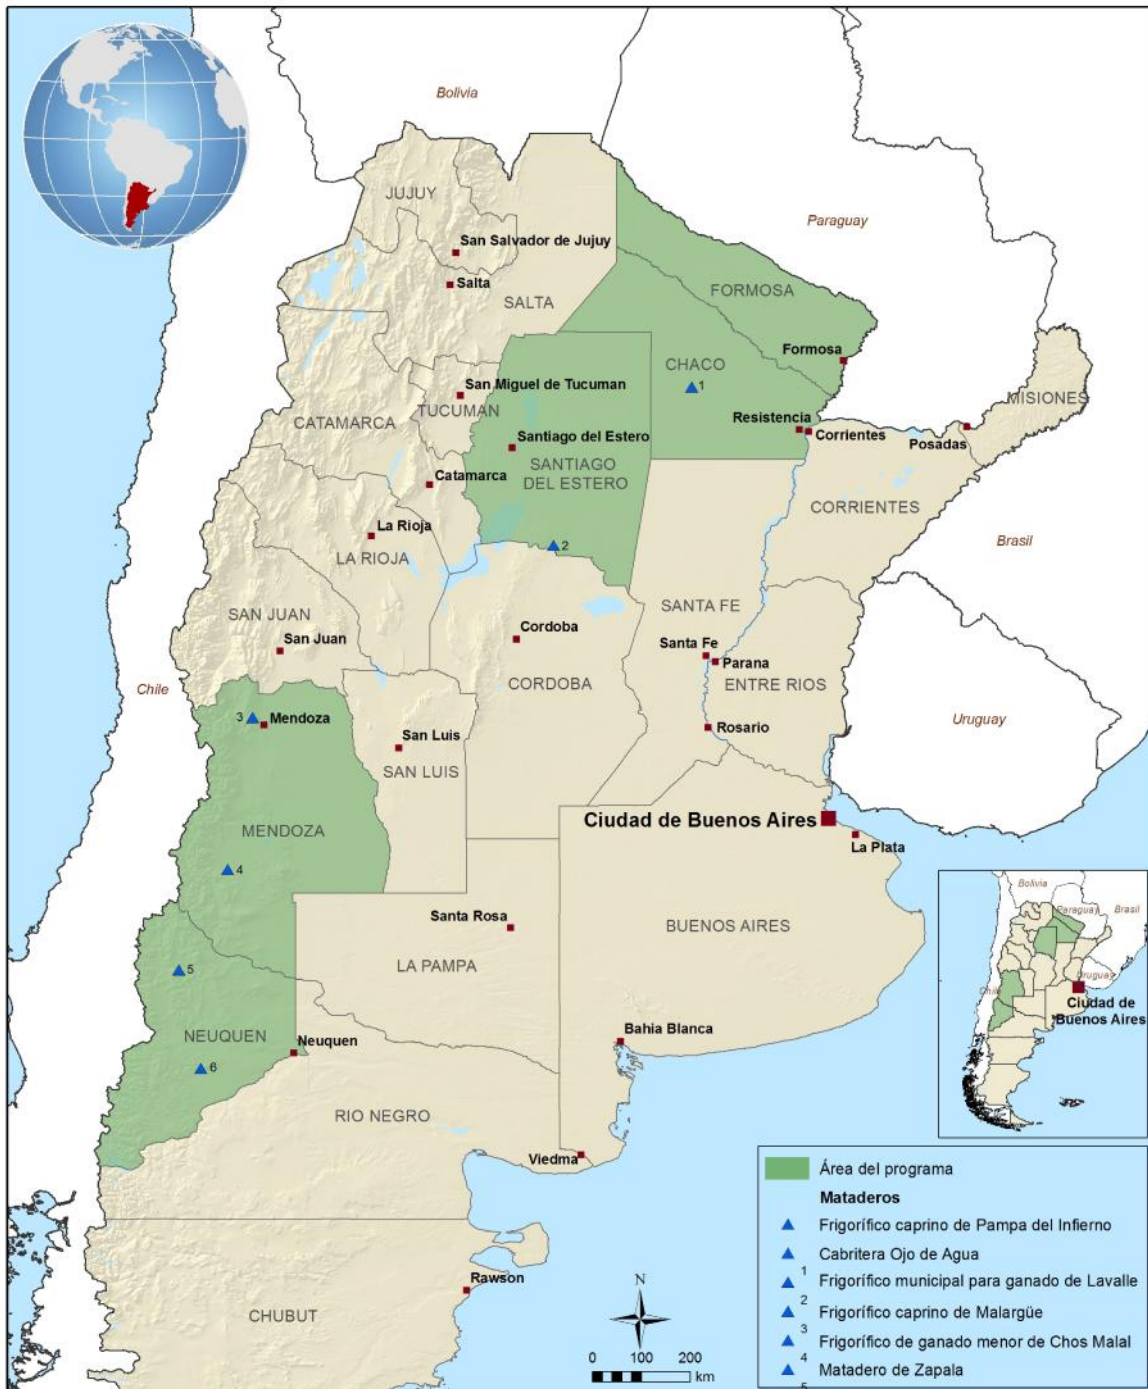 Bolivia
JUJUY
San Salvador de Jujuy
Paraguay
Salta
SALTA
FORMOSA
Formosa
CHACO
1
San Miguel de Tucuman
TUCUMAN
MISIONES
CATAMARCA
Resistencia
Corrientes
Posadas
Santiago del Estero
SANTIAGO
DEL ESTERO
Catamarca
CORRIENTES
La Rioja
LA RIOJA
2
Brasil
SAN JUAN
San Juan
SANTA FE
Cordoba
Santa Fe
Parana
CORDOBA
ENTRE RIOS
Chile
3
Mendoza
San Luis
Rosario
Uruguay
SAN LUIS
MENDOZA
Ciudad de Buenos Aires
La Plata
4
Santa Rosa
BUENOS AIRES
LA PAMPA
5
NEUQUEN
Neuquen
Bahia Blanca
6
RIO NEGRO
Viedma
Rawson
CHUBUT
N
0 100 200
km
Bolivia
Paraguay
Brasil
Uruguay
Chile
Ciudad de
Buenos Aires
Área del programa
Mataderos
Frigorífico caprino de Pampa del Infierno
Cabritera Ojo de Agua
1
Frigorífico municipal para ganado de Lavalle
2
Frigorífico caprino de Malargüe
3
Frigorífico de ganado menor de Chos Malal
4
Matadero de Zapala
5